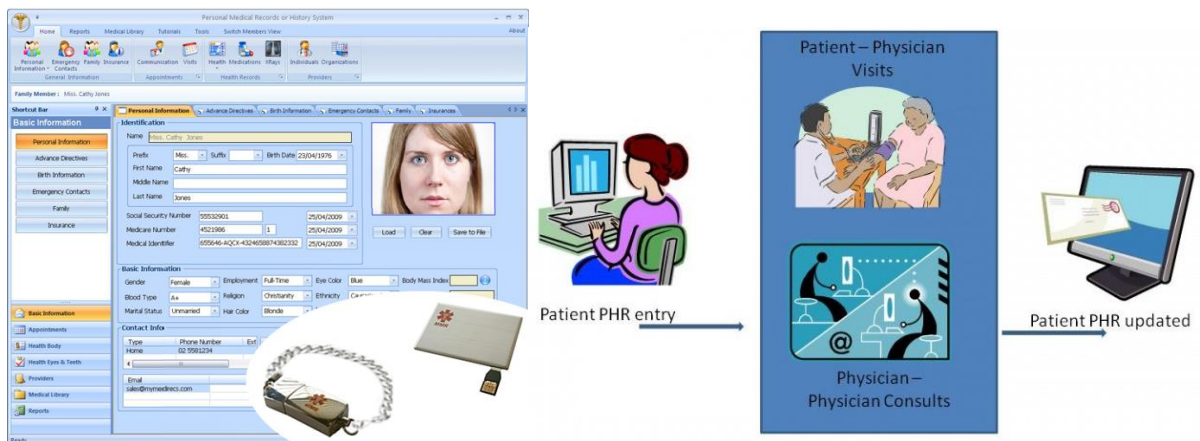 Personal Medical Records or History System
Home Reports Medical Library Tutorials Tools Switch Members View About
Personal Information Emergency Contacts Family Insurance Communication Visits Health Medications XRays Individuals Organizations
General Information Appointments Health Records Providers
Family Member : Miss. Cathy Jones
Shortcut Bar
Basic Information
Personal Information
Advance Directives
Birth Information
Emergency Contacts
Family
Insurance
Basic Information
Appointments
Health Body
Health Eyes & Teeth
Providers
Medical Library
Reports
Ready
Personal Information Advance Directives Birth Information Emergency Contacts Family Insurances
Identification
Name Miss. Cathy Jones
Prefix Miss. Suffix Birth Date 23/04/1976
First Name Cathy
Middle Name
Last Name Jones
Social Security Number 55532901 25/04/2009
Medicare Number 4521986 1 25/04/2009
Medical Identifier 655646-AQCX-4324658874382332 25/04/2009
Load Clear Save to File
Basic Information
Gender Female Employment Full-Time Eye Color Blue Body Mass Index
Blood Type A+ Religion Christianity Ethnicity
Marital Status Unmarried Hair Color Blonde
Contact Info
Type Phone Number Ext
Home 02 5581234
Email
sales@mymedirecs.com
Patient PHR entry
Patient – Physician
Visits
@
Physician –
Physician Consults
Patient PHR updated